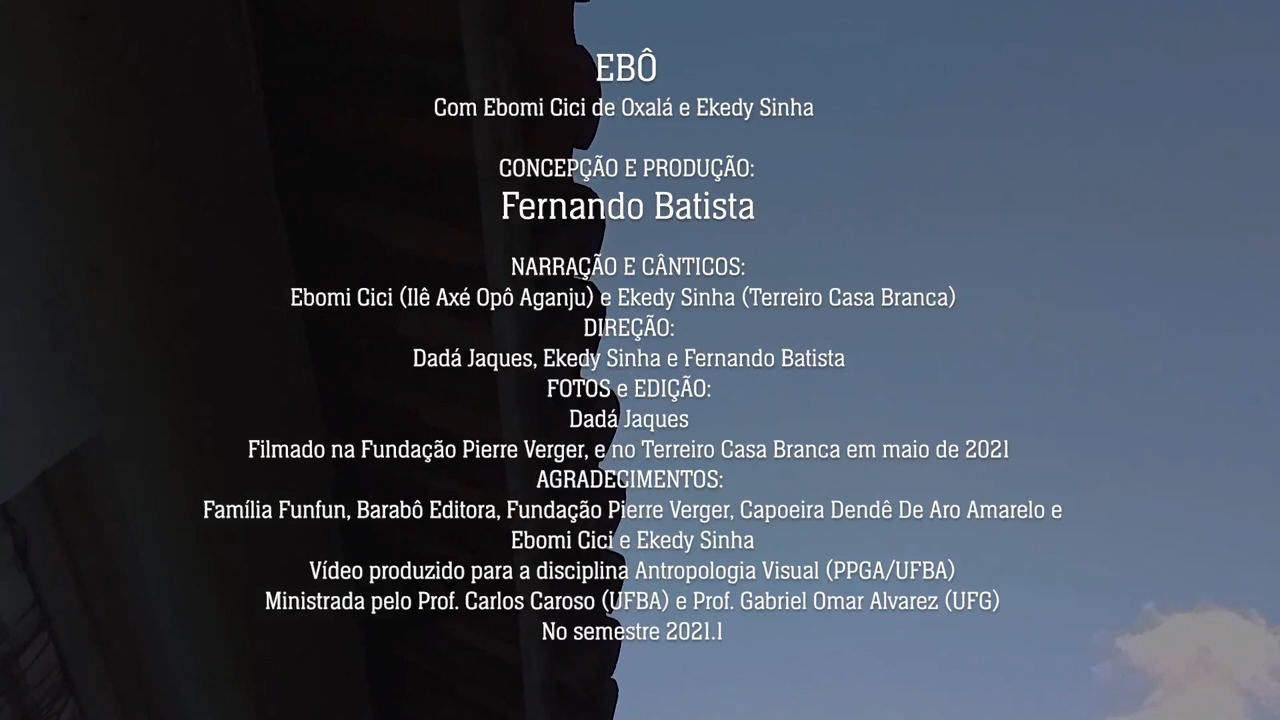 EBÔ
Com Ebomi Cici de Oxalá e Ekedy Sinha
CONCEPÇÃO E PRODUÇÃO:
Fernando Batista
NARRAÇÃO E CÂNTICOS:
Ebomi Cici (Ilê Axé Opô Aganju) e Ekedy Sinha (Terreiro Casa Branca)
DIREÇÃO:
Dadá Jaques, Ekedy Sinha e Fernando Batista
FOTOS e EDIÇÃO:
Dadá Jaques
Filmado na Fundação Pierre Verger, e no Terreiro Casa Branca em maio de 2021
AGRADECIMENTOS:
Família Funfun, Barabô Editora, Fundação Pierre Verger, Capoeira Dendê De Aro Amarelo e
Ebomi Cici e Ekedy Sinha
Vídeo produzido para a disciplina Antropologia Visual (PPGA/UFBA)
Ministrada pelo Prof. Carlos Caroso (UFBA) e Prof. Gabriel Omar Alvarez (UFG)
No semestre 2021.1